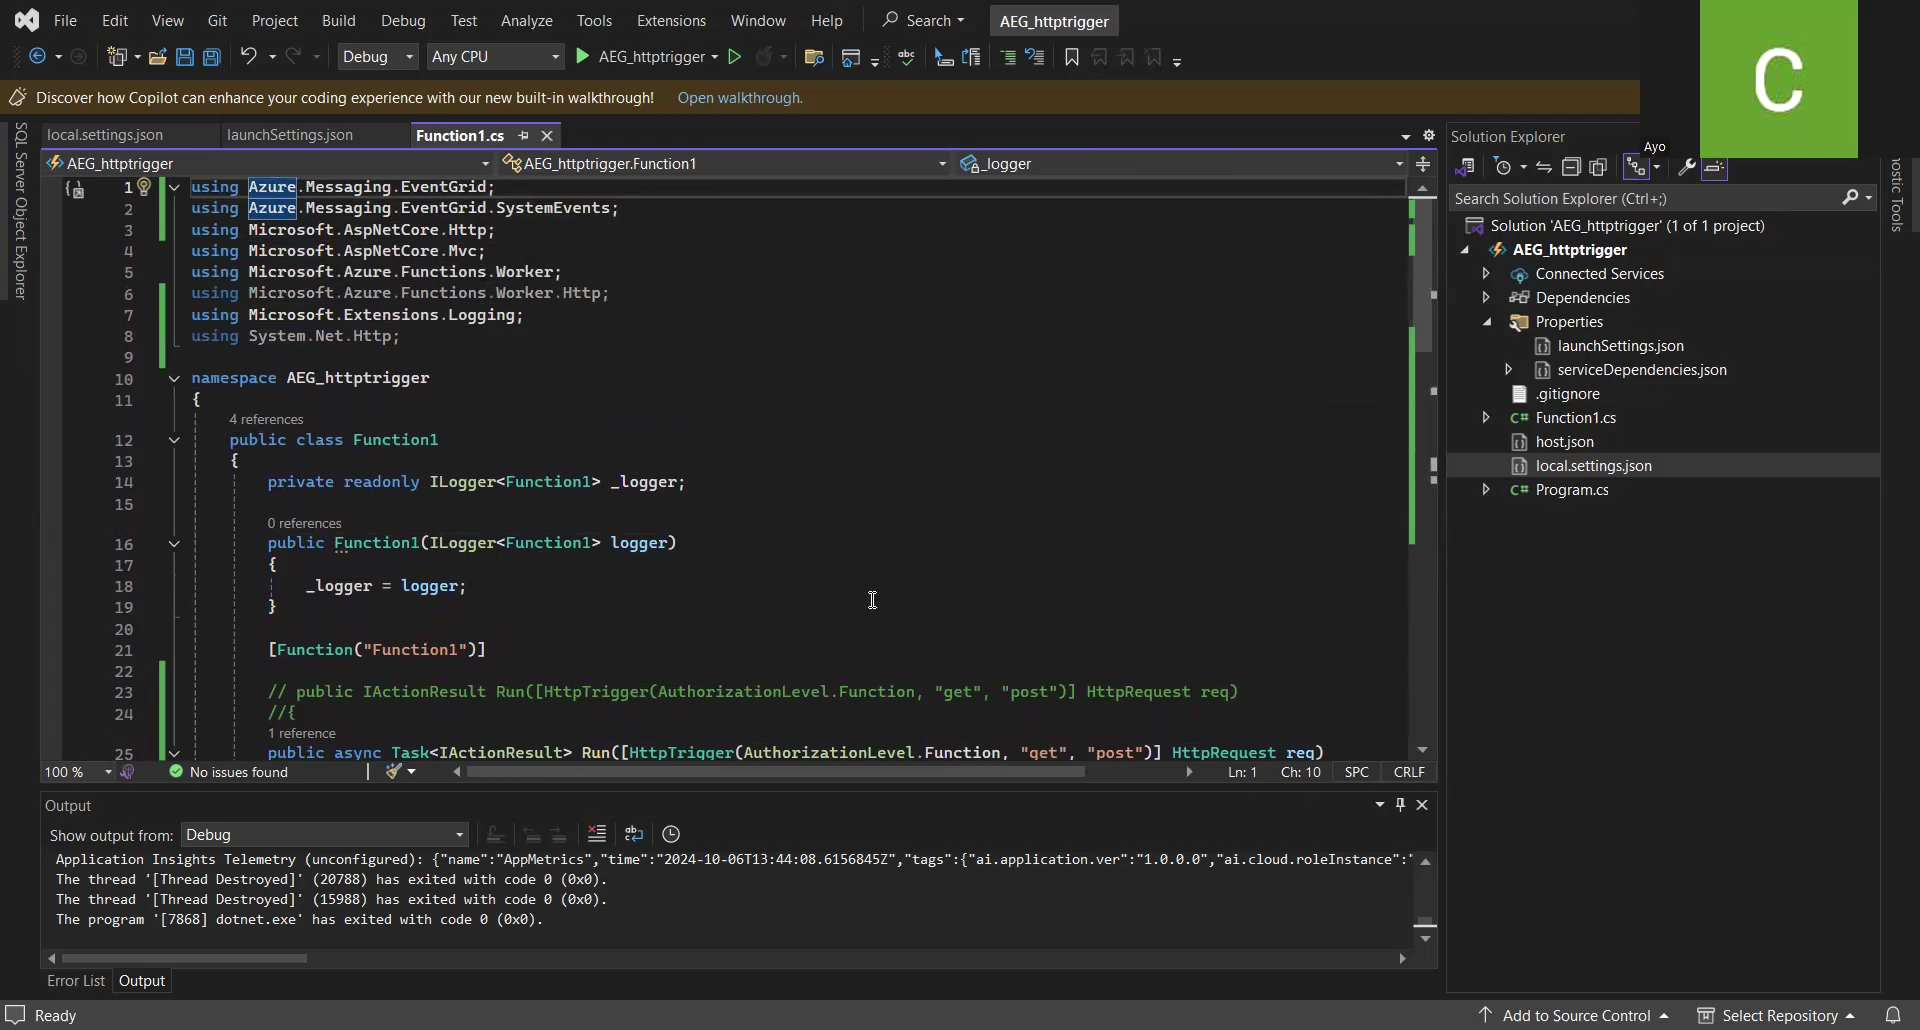 File Edit View Git Project Build Debug Test Analyze Tools Extensions Window Help Search AEG_httptrigger
Debug Any CPU AEG_httptrigger
Discover how Copilot can enhance your coding experience with our new built-in walkthrough! Open walkthrough.
C
Ayo
SQL Server Object Explorer
local.settings.json launchSettings.json Function1.cs
AEG_httptrigger AEG_httptrigger.Function1 _logger
1 using Azure.Messaging.EventGrid;
2 using Azure.Messaging.EventGrid.SystemEvents;
3 using Microsoft.AspNetCore.Http;
4 using Microsoft.AspNetCore.Mvc;
5 using Microsoft.Azure.Functions.Worker;
6 using Microsoft.Azure.Functions.Worker.Http;
7 using Microsoft.Extensions.Logging;
8 using System.Net.Http;
9
10 namespace AEG_httptrigger
11 {
4 references
12 public class Function1
13 {
14 private readonly ILogger<Function1> _logger;
15
0 references
16 public Function1(ILogger<Function1> logger)
17 {
18 _logger = logger;
19 }
20
21 [Function("Function1")]
22
23 // public IActionResult Run([HttpTrigger(AuthorizationLevel.Function, "get", "post")] HttpRequest req)
24 //{
1 reference
25 public async Task<IActionResult> Run([HttpTrigger(AuthorizationLevel.Function, "get", "post")] HttpRequest req)
100 % No issues found Ln: 1 Ch: 10 SPC CRLF
Output
Show output from: Debug
Application Insights Telemetry (unconfigured): {"name":"AppMetrics","time":"2024-10-06T13:44:08.6156845Z","tags":{"ai.application.ver":"1.0.0.0","ai.cloud.roleInstance":"
The thread '[Thread Destroyed]' (20788) has exited with code 0 (0x0).
The thread '[Thread Destroyed]' (15988) has exited with code 0 (0x0).
The program '[7868] dotnet.exe' has exited with code 0 (0x0).
Error List Output
Solution Explorer
Search Solution Explorer (Ctrl+;)
Solution 'AEG_httptrigger' (1 of 1 project)
AEG_httptrigger
Connected Services
Dependencies
Properties
launchSettings.json
serviceDependencies.json
.gitignore
Function1.cs
host.json
local.settings.json
Program.cs
nostic Tools
Ready Add to Source Control Select Repository